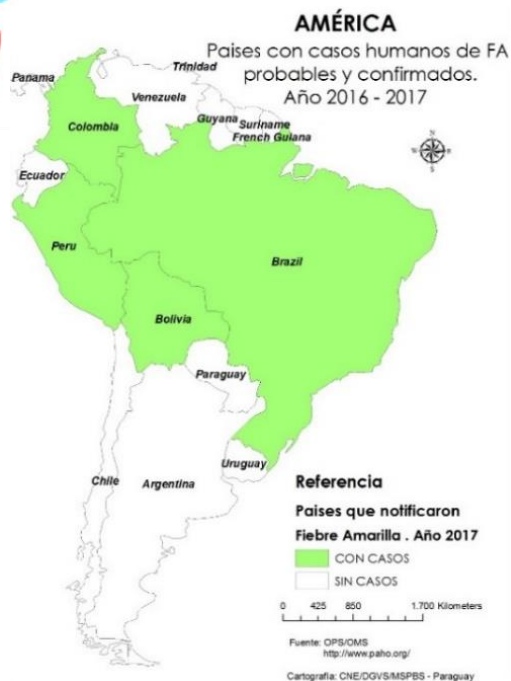 AMÉRICA
Paises con casos humanos de FA
probables y confirmados.
Año 2016 - 2017
Panama
Trinidad
Venezuela
Guyana
Suriname
French Guiana
Colombia
Ecuador
Peru
Brazil
Bolivia
Paraguay
Uruguay
Chile
Argentina
N
W
E
S
Referencia
Paises que notificaron
Fiebre Amarilla . Año 2017
CON CASOS
SIN CASOS
0 425 850 1.700 Kilometers
Fuente: OPS/OMS
http://www.paho.org/
Cartografía: CNE/DGVS/MSPBS - Paraguay